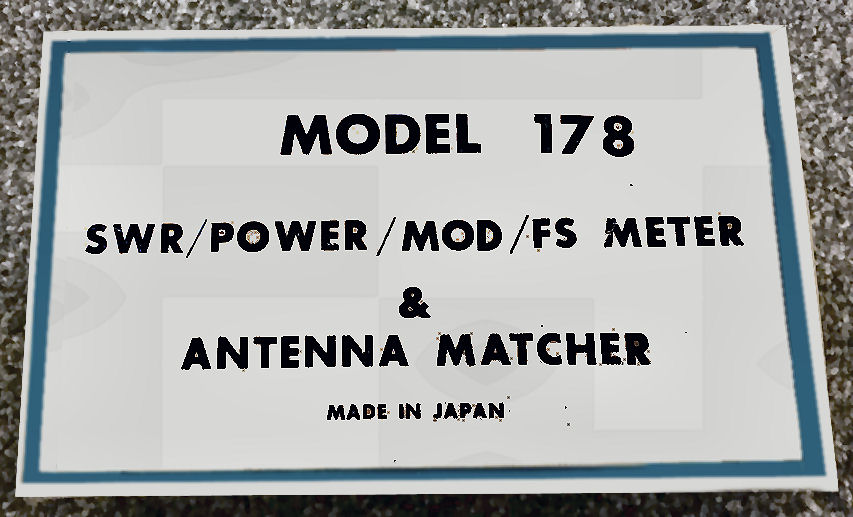 MODEL 178
SWR/POWER/MOD/FS METER
&
ANTENNA MATCHER
MADE IN JAPAN